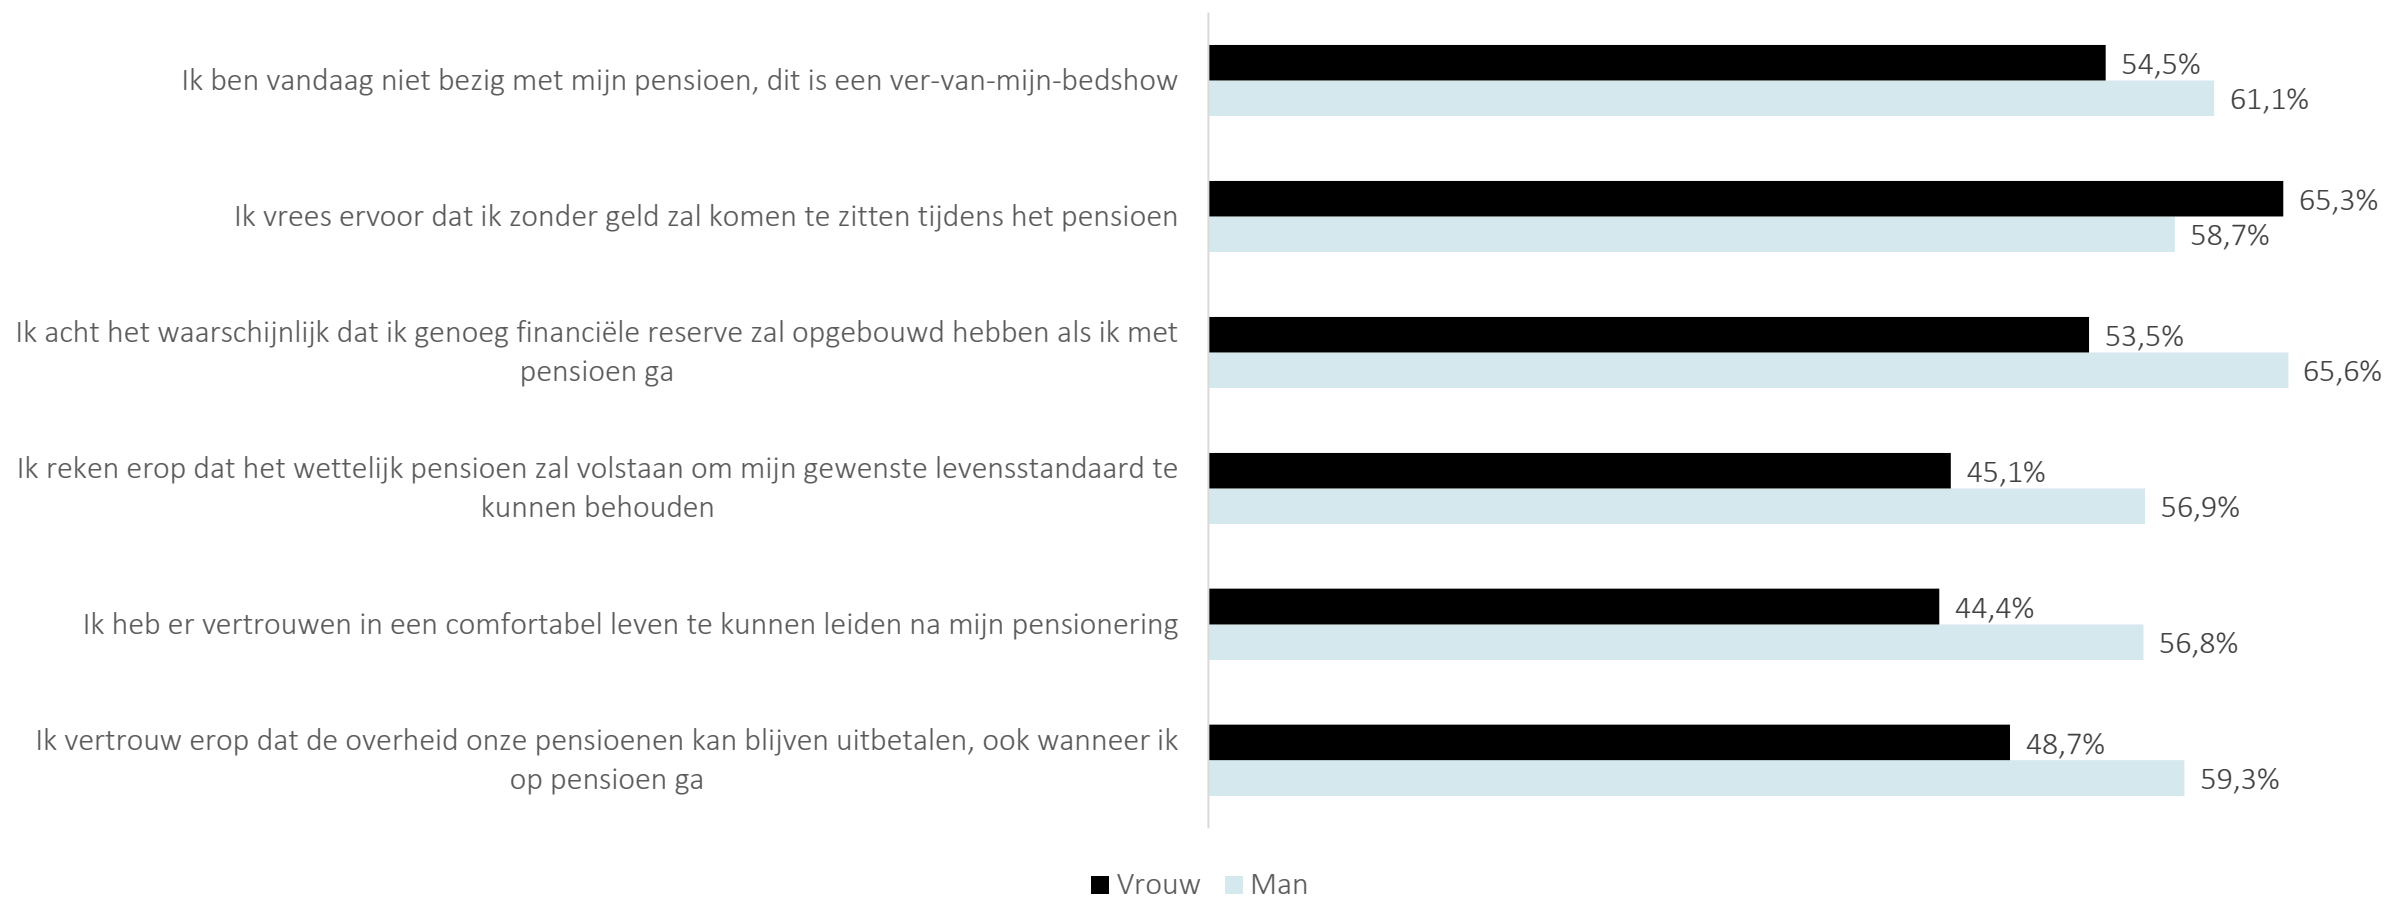 Ik ben vandaag niet bezig met mijn pensioen, dit is een ver-van-mijn-bedshow
54,5%
61,1%
Ik vrees ervoor dat ik zonder geld zal komen te zitten tijdens het pensioen
65,3%
58,7%
Ik acht het waarschijnlijk dat ik genoeg financiële reserve zal opgebouwd hebben als ik met
pensioen ga
53,5%
65,6%
Ik reken erop dat het wettelijk pensioen zal volstaan om mijn gewenste levensstandaard te
kunnen behouden
45,1%
56,9%
Ik heb er vertrouwen in een comfortabel leven te kunnen leiden na mijn pensionering
44,4%
56,8%
Ik vertrouw erop dat de overheid onze pensioenen kan blijven uitbetalen, ook wanneer ik
op pensioen ga
48,7%
59,3%
Vrouw Man